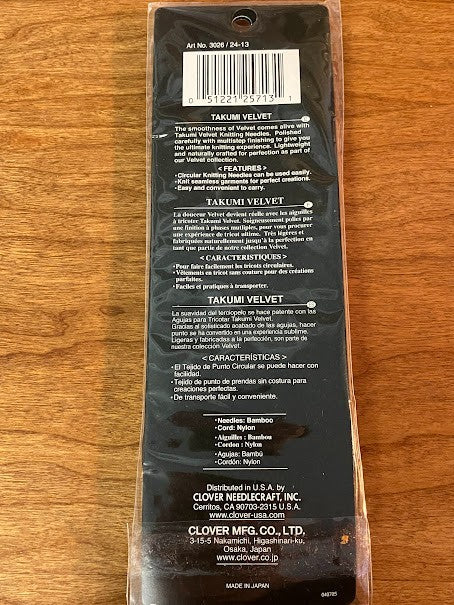 Art No. 3026 / 24-13
0 51221 25713 1
TAKUMI VELVET
The smoothness of Velvet comes alive with
Takumi Velvet Knitting Needles. Polished
carefully with multistep finishing to give you
the ultimate knitting experience. Lightweight
and naturally crafted for perfection as part of
our Velvet collection.
<FEATURES>
•Circular Knitting Needles can be used easily.
•Knit seamless garments for perfect creations.
•Easy and convenient to carry.
TAKUMI VELVET
La douceur Velvet devient réelle avec les aiguilles
à tricoter Takumi Velvet. Soigneusement polies par
une finition à phases multiples, pour vous procurer
une expérience de tricot ultime. Très légères et
fabriquées naturellement jusqu'à la perfection en
tant que partie de notre collection Velvet.
<CARACTERISTIQUES>
•Pour faire facilement les tricots circulaires.
•Vêtements en tricot sans couture pour des créations
parfaites.
•Faciles et pratiques à transporter.
TAKUMI VELVET
La suavidad del terciopelo se hace patente con las
Agujas para Tricotar Takumi Velvet.
Gracias al sofisticado acabado de las agujas, hacer
punto se ha convertido en una experiencia sublime.
Ligeras y fabricadas a la perfección, son parte de
nuestra colección Velvet.
<CARACTERÍSTICAS>
•El Tejido de Punto Circular se puede hacer con
facilidad.
•Tejido de punto de prendas sin costura para
creaciones perfectas.
•De transporte fácil y conveniente.
•Needles: Bamboo
•Cord: Nylon
•Aiguilles : Bambou
•Cordon : Nylon
•Agujas: Bambú
•Cordón: Nylon
Distributed in U.S.A. by
CLOVER NEEDLECRAFT, INC.
Cerritos, CA 90703-2315 U.S.A.
www.clover-usa.com
CLOVER MFG. CO., LTD.
3-15-5 Nakamichi, Higashinari-ku,
Osaka, Japan
www.clover.co.jp
MADE IN JAPAN